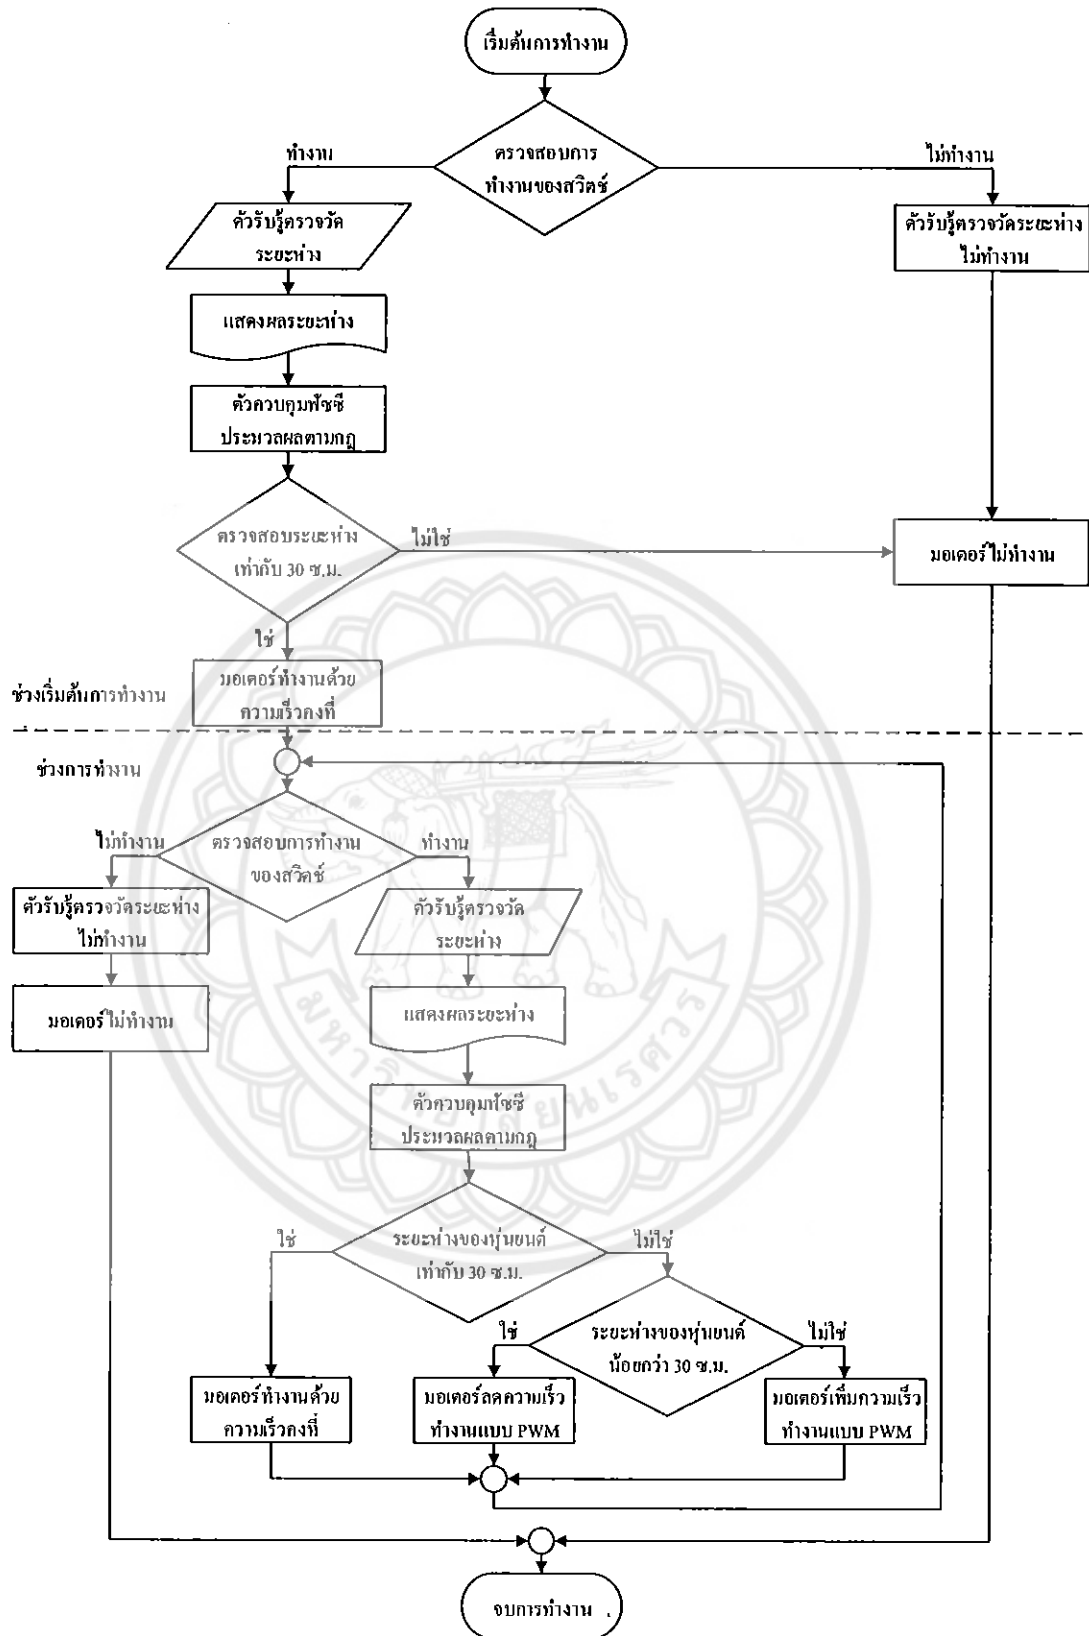 เริ่มต้นการทำงาน
ตรวจสอบการ
ทำงานของสวิตช์
ทำงาน
ไม่ทำงาน
ตัวรับรู้ตรวจวัด
ระยะห่าง
ตัวรับรู้ตรวจวัดระยะห่าง
ไม่ทำงาน
แสดงผลระยะห่าง
ตัวควบคุมฟัซซี
ประมวลผลตามกฎ
ตรวจสอบระยะห่าง
เท่ากับ 30 ซ.ม.
ไม่ใช่
มอเตอร์ไม่ทำงาน
ใช่
มอเตอร์ทำงานด้วย
ความเร็วคงที่
ช่วงเริ่มต้นการทำงาน
ช่วงการทำงาน
ตรวจสอบการทำงาน
ของสวิตช์
ไม่ทำงาน
ทำงาน
ตัวรับรู้ตรวจวัดระยะห่าง
ไม่ทำงาน
ตัวรับรู้ตรวจวัด
ระยะห่าง
มอเตอร์ไม่ทำงาน
แสดงผลระยะห่าง
ตัวควบคุมฟัซซี
ประมวลผลตามกฎ
ระยะห่างของหุ่นยนต์
เท่ากับ 30 ซ.ม.
ใช่
ไม่ใช่
ระยะห่างของหุ่นยนต์
น้อยกว่า 30 ซ.ม.
ใช่
ไม่ใช่
มอเตอร์ทำงานด้วย
ความเร็วคงที่
มอเตอร์ลดความเร็ว
ทำงานแบบ PWM
มอเตอร์เพิ่มความเร็ว
ทำงานแบบ PWM
จบการทำงาน
มหาวิทยาลัยนเรศวร